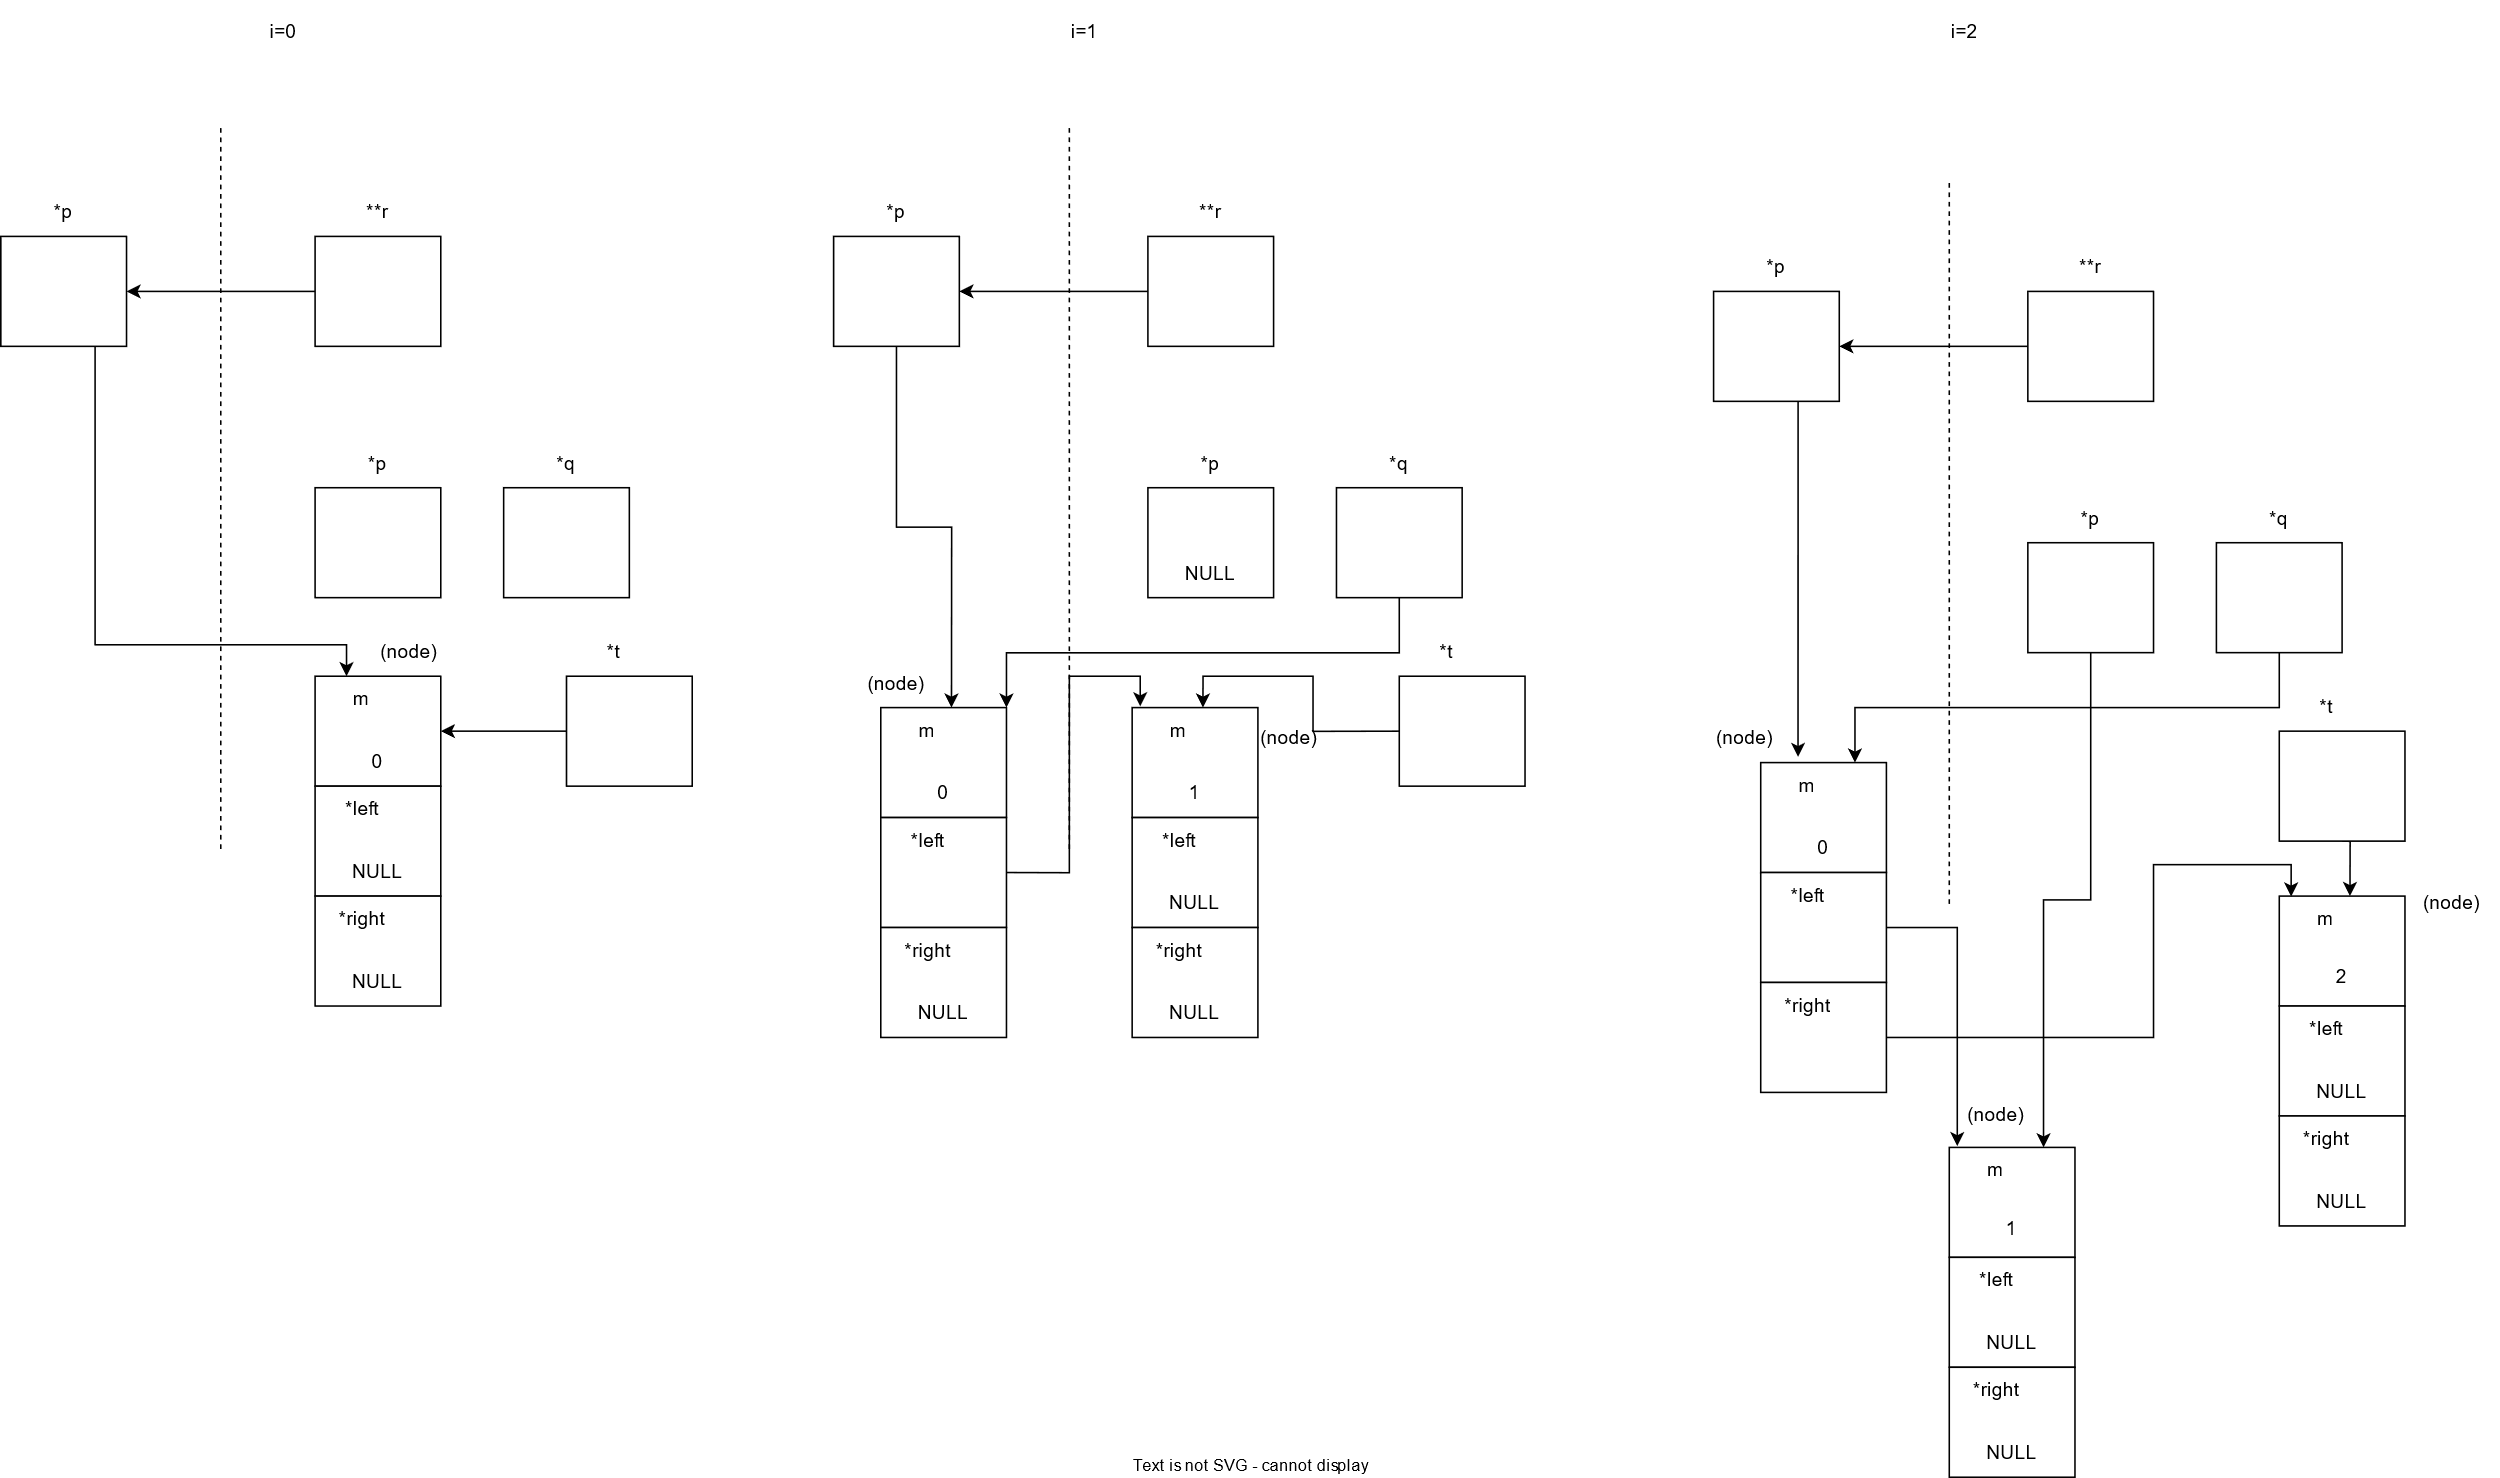 i=0
*p
**r
*p
*q
(node)
*t
m
0
*left
NULL
*right
NULL
i=1
*p
**r
*p
NULL
*q
*t
(node)
m
0
*left
*right
NULL
(node)
m
1
*left
NULL
*right
NULL
i=2
*p
**r
*p
*q
*t
(node)
m
0
*left
*right
(node)
m
2
*left
NULL
*right
NULL
(node)
m
1
*left
NULL
*right
NULL
Text is not SVG - cannot display